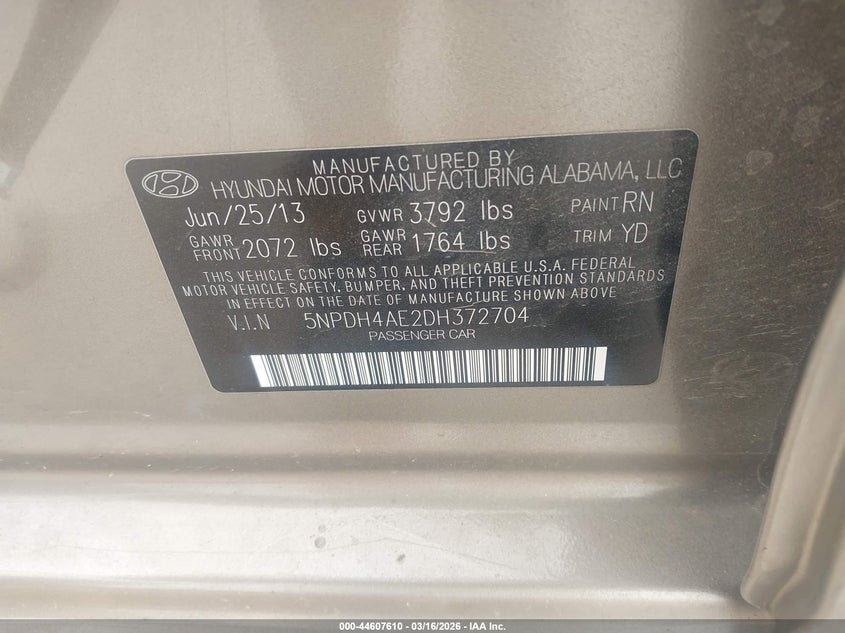 MANUFACTURED BY
HYUNDAI MOTOR MANUFACTURING ALABAMA, LLC
Jun/25/13 GVWR 3792 lbs PAINT RN
GAWR FRONT 2072 lbs GAWR REAR 1764 lbs TRIM YD
THIS VEHICLE CONFORMS TO ALL APPLICABLE U.S.A. FEDERAL
MOTOR VEHICLE SAFETY, BUMPER, AND THEFT PREVENTION STANDARDS
IN EFFECT ON THE DATE OF MANUFACTURE SHOWN ABOVE.
V.I.N 5NPDH4AE2DH372704
PASSENGER CAR
000-44607610 - 03/16/2026 - IAA Inc.